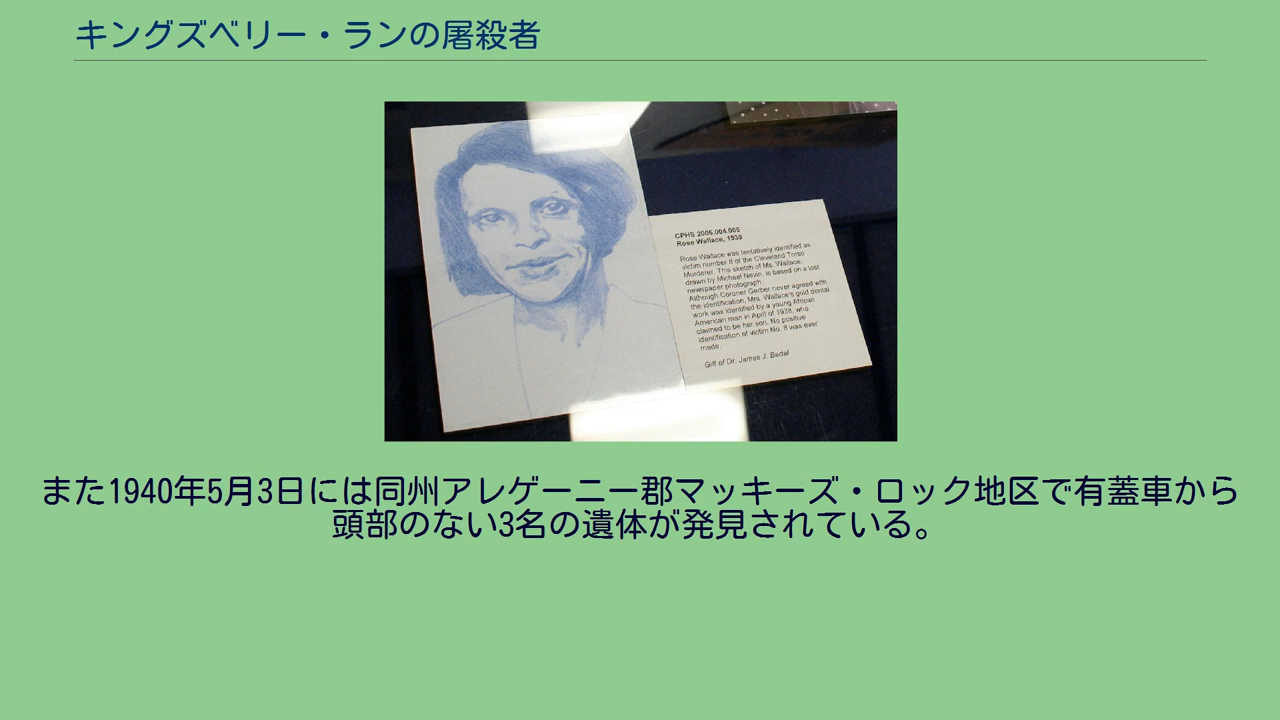 キングズベリー・ランの屠殺者
CPHS 2005.004.005
Rose Wallace, 1938
Rose Wallace was tentatively identified as
victim number 8 of the Cleveland Torso
Murderer. This sketch of Ms. Wallace,
drawn by Michael Nevin, is based on a lost
newspaper photograph.
Although Coroner Gerber never agreed with
the identification, Mrs. Wallace's gold dental
work was identified by a young African
American man in April of 1938, who
claimed to be her son. No positive
identification of victim No. 8 was ever
made.
Gift of Dr. James J. Badal
また1940年5月3日には同州アレゲーニー郡マッキーズ・ロック地区で有蓋車から
頭部のない3名の遺体が発見されている。